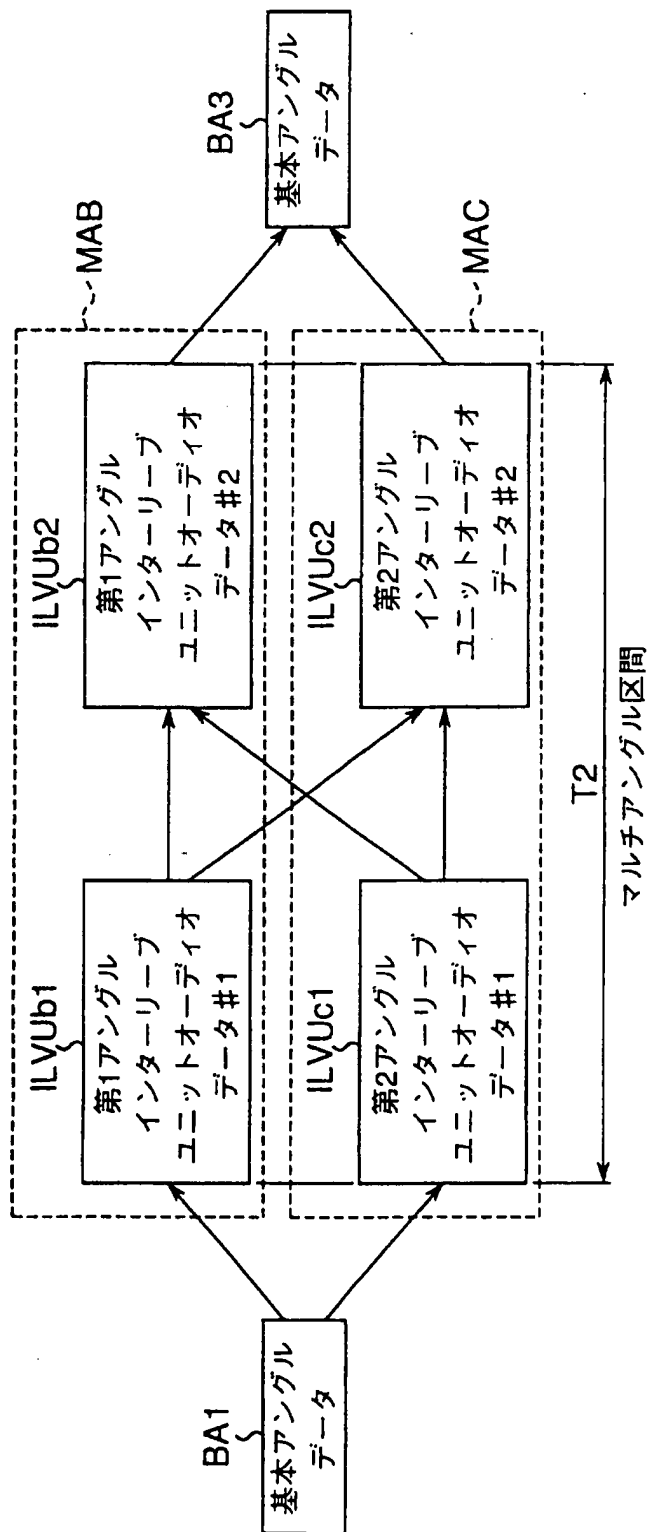 BA1
基本アングル
データ
MAB
ILVUb1
第1アングル
インターリーブ
ユニットオーディオ
データ#1
ILVUb2
第1アングル
インターリーブ
ユニットオーディオ
データ#2
BA3
基本アングル
データ
MAC
ILVUc1
第2アングル
インターリーブ
ユニットオーディオ
データ#1
ILVUc2
第2アングル
インターリーブ
ユニットオーディオ
データ#2
T2
マルチアングル区間